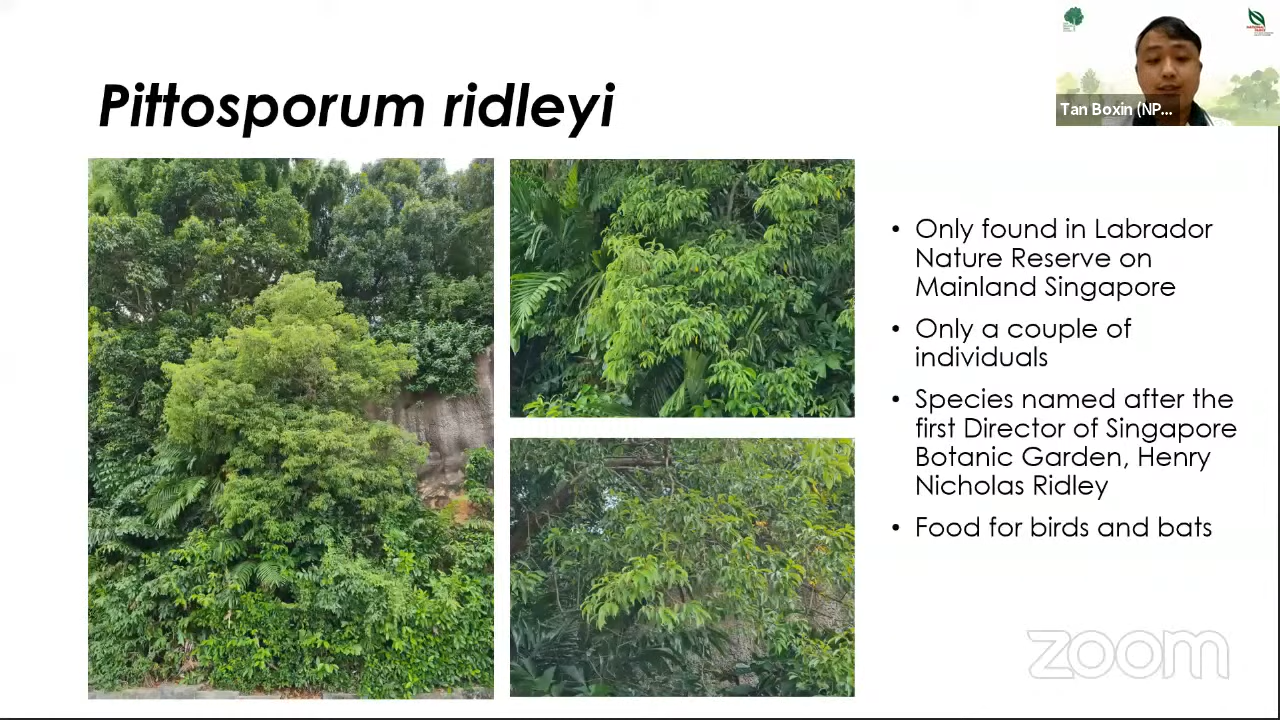 Pittosporum ridleyi
Tan Boxin (NP...
• Only found in Labrador
Nature Reserve on
Mainland Singapore
• Only a couple of
individuals
• Species named after the
first Director of Singapore
Botanic Garden, Henry
Nicholas Ridley
• Food for birds and bats
zoom